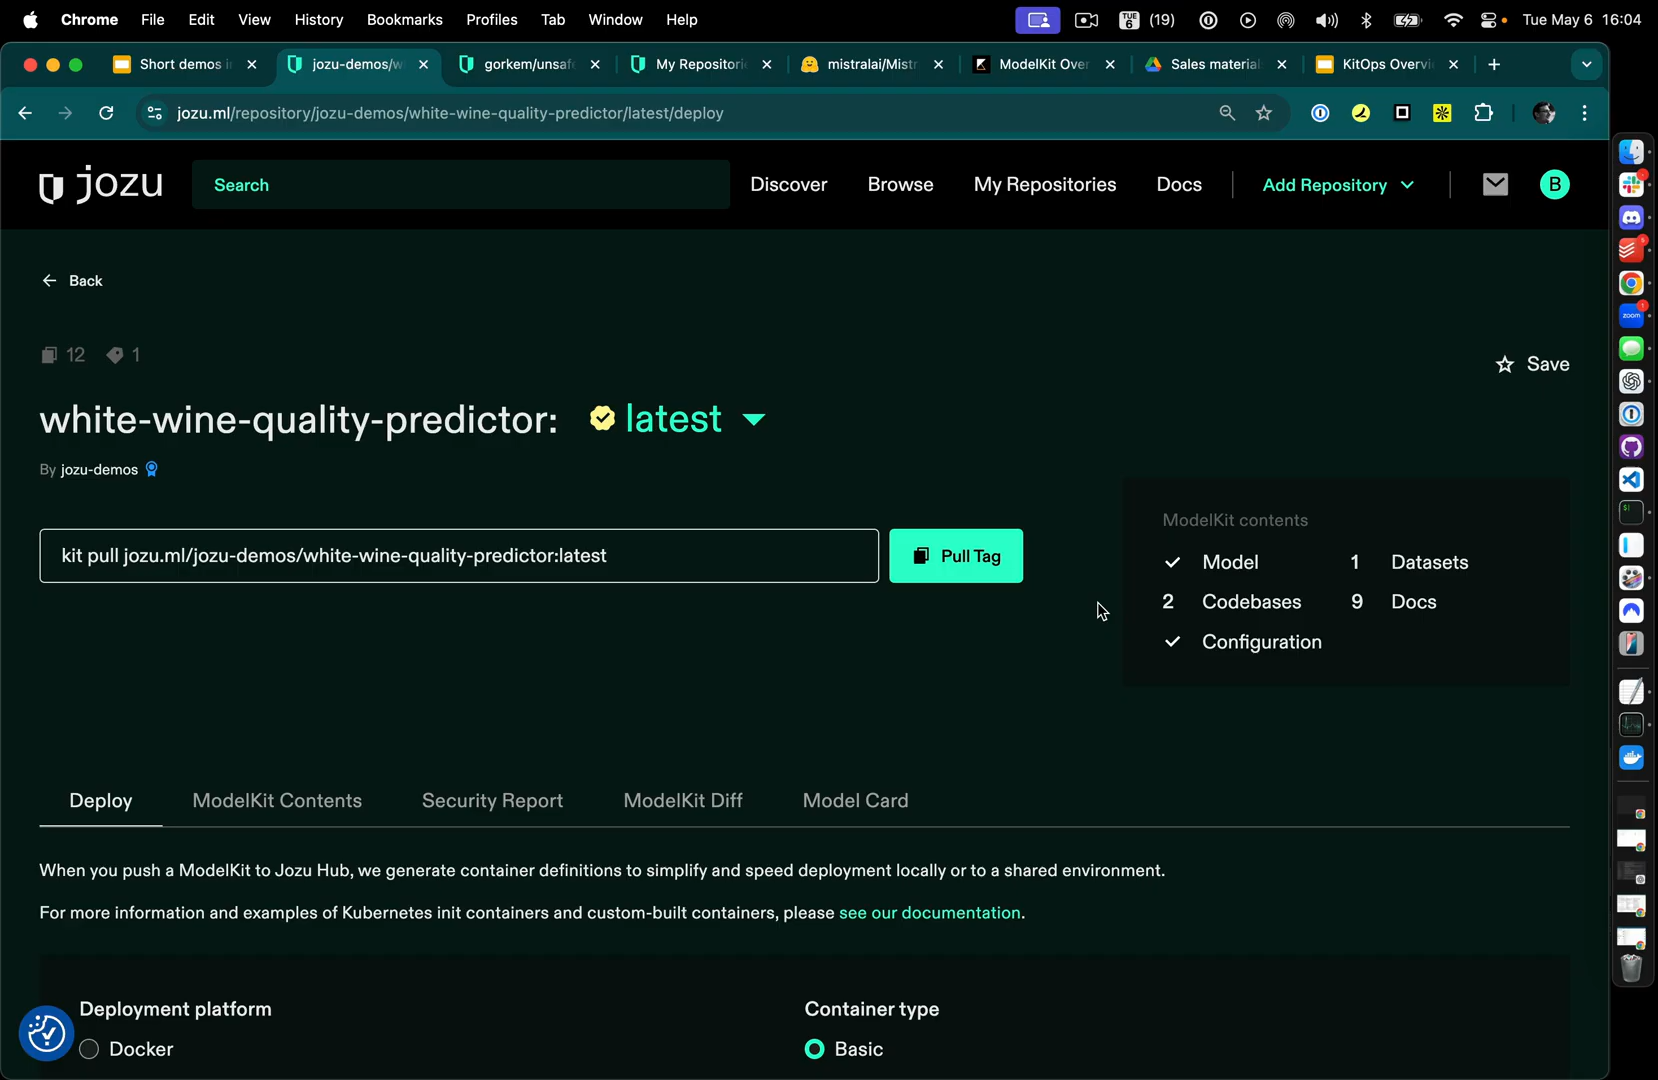 Chrome File Edit View History Bookmarks Profiles Tab Window Help TUE 6 (19) Tue May 6 16:04
Short demos i jozu-demos/w gorkem/unsafe My Repositori mistralai/Mistr ModelKit Over Sales material KitOps Overvi
jozu.ml/repository/jozu-demos/white-wine-quality-predictor/latest/deploy
jozu Search Discover Browse My Repositories Docs Add Repository B
Back
12 1
Save
white-wine-quality-predictor: latest
By jozu-demos
kit pull jozu.ml/jozu-demos/white-wine-quality-predictor:latest Pull Tag
ModelKit contents
Model 1 Datasets
2 Codebases 9 Docs
Configuration
Deploy ModelKit Contents Security Report ModelKit Diff Model Card
When you push a ModelKit to Jozu Hub, we generate container definitions to simplify and speed deployment locally or to a shared environment.
For more information and examples of Kubernetes init containers and custom-built containers, please see our documentation.
Deployment platform Container type
Docker Basic
zoom